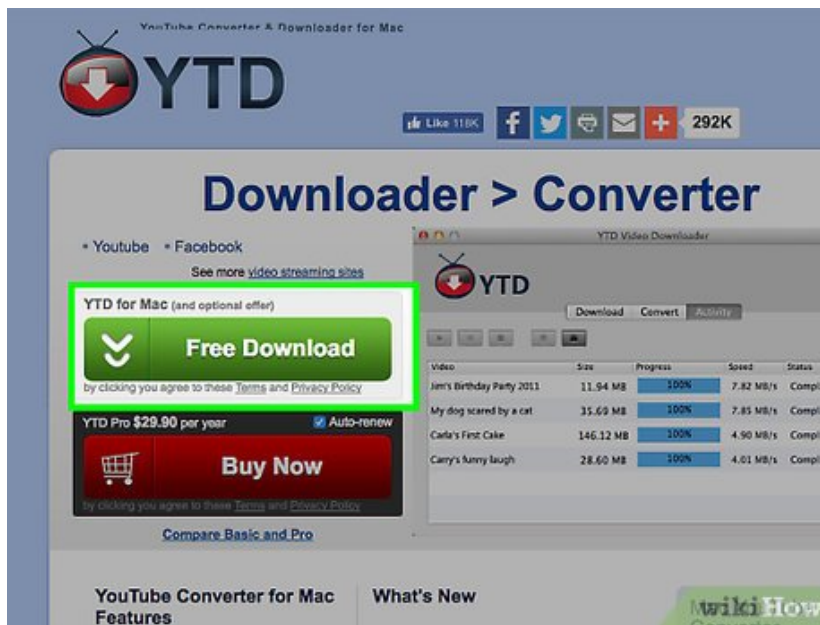 YouTube Converter & Downloader for Mac
YTD
Like 118K
292K
Downloader > Converter
▪ Youtube ▪ Facebook
See more video streaming sites
YTD for Mac (and optional offer)
Free Download
by clicking you agree to these Terms and Privacy Policy
YTD Pro $29.90 per year Auto-renew
Buy Now
by clicking you agree to these Terms and Privacy Policy
Compare Basic and Pro
YTD Video Downloader
YTD
Download Convert Activity
Video Size Progress Speed Status
Jim's Birthday Party 2011 11.94 MB 100% 7.82 MB/s Compl
My dog scared by a cat 35.69 MB 100% 7.85 MB/s Compl
Carla's First Cake 146.12 MB 100% 4.90 MB/s Compl
Carry's funny laugh 28.60 MB 100% 4.01 MB/s Compl
YouTube Converter for Mac
Features
What's New
wikiHow